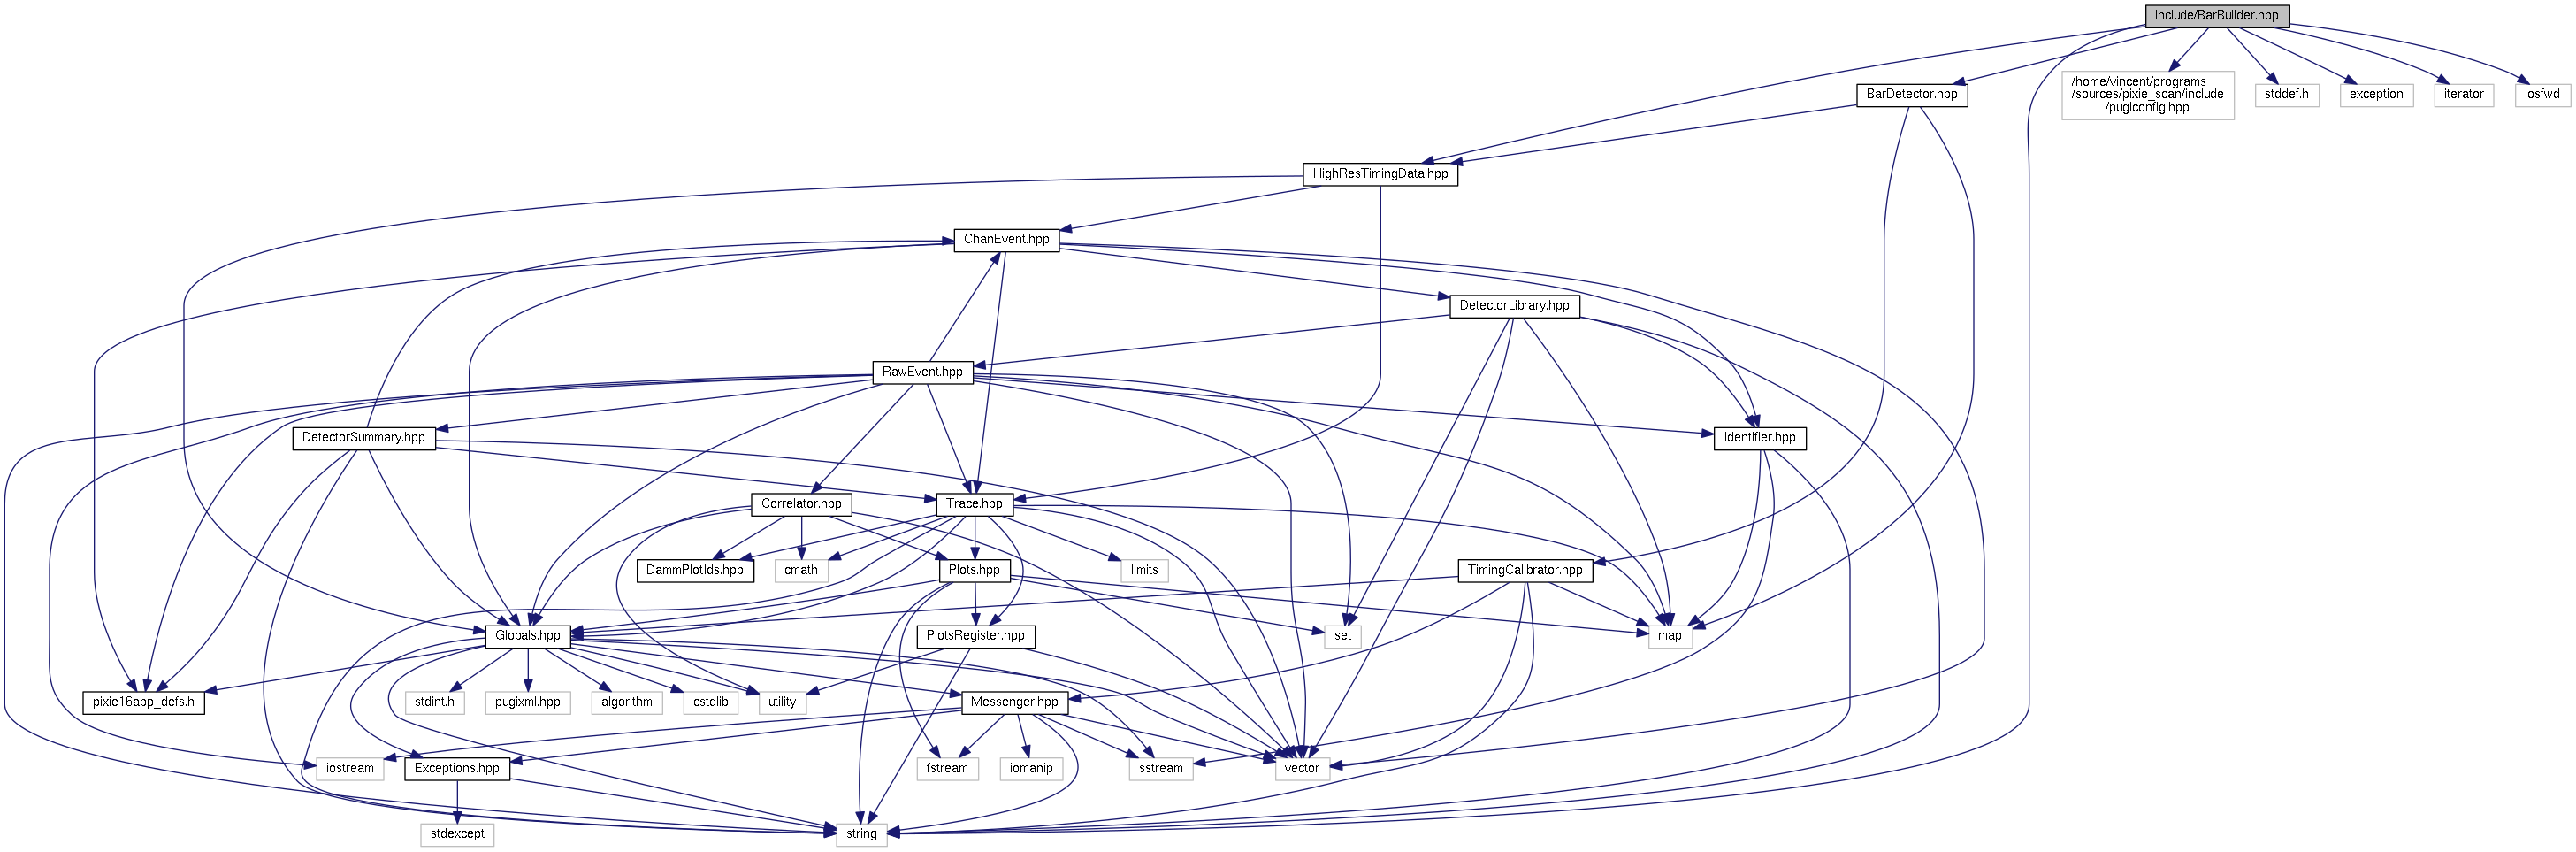 include/BarBuilder.hpp
/home/vincent/programs
/sources/pixie_scan/include
/pugiconfig.hpp
BarDetector.hpp
stddef.h
exception
iterator
iosfwd
HighResTimingData.hpp
ChanEvent.hpp
DetectorLibrary.hpp
RawEvent.hpp
DetectorSummary.hpp
Identifier.hpp
Correlator.hpp
Trace.hpp
DammPlotIds.hpp
cmath
Plots.hpp
limits
TimingCalibrator.hpp
Globals.hpp
PlotsRegister.hpp
set
map
pixie16app_defs.h
stdint.h
pugixml.hpp
algorithm
cstdlib
utility
Messenger.hpp
iostream
Exceptions.hpp
fstream
iomanip
sstream
vector
stdexcept
string